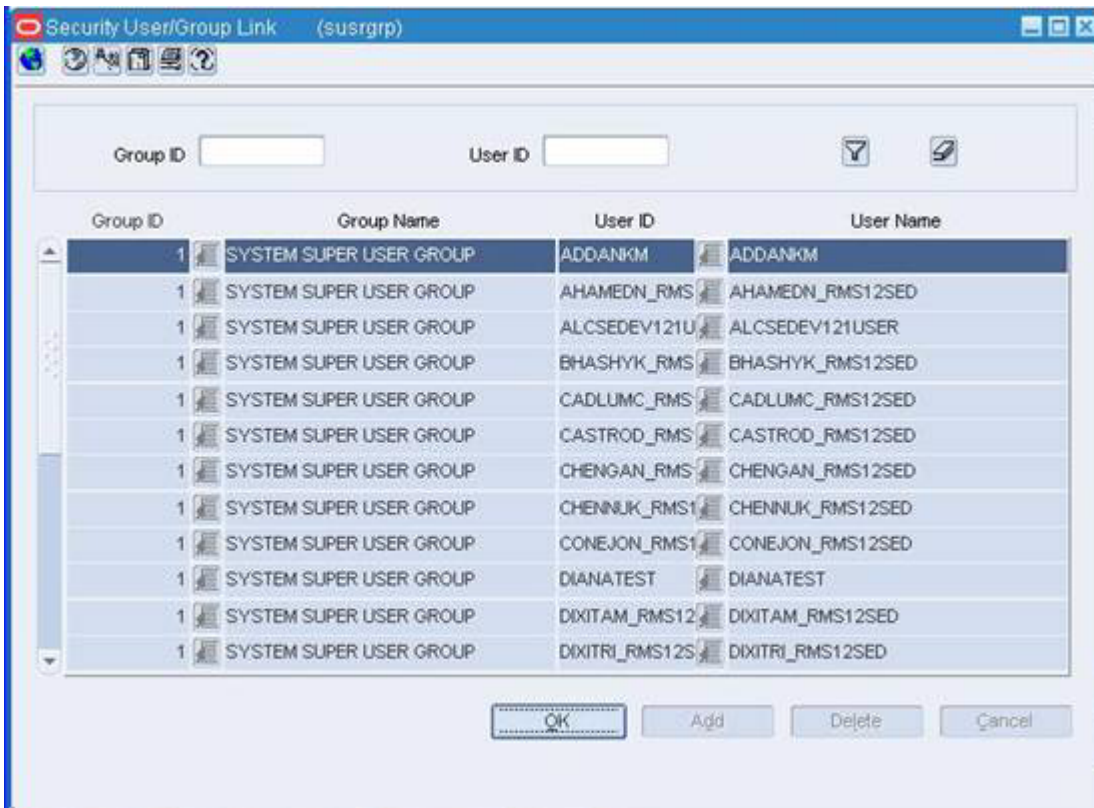 Security User/Group Link (susrgrp)
Group ID User ID
Group ID Group Name User ID User Name
1 SYSTEM SUPER USER GROUP ADDANKM ADDANKM
1 SYSTEM SUPER USER GROUP AHAMEDN_RMS AHAMEDN_RMS12SED
1 SYSTEM SUPER USER GROUP ALCSEDEV121U ALCSEDEV121USER
1 SYSTEM SUPER USER GROUP BHASHYK_RMS BHASHYK_RMS12SED
1 SYSTEM SUPER USER GROUP CADLUMC_RMS CADLUMC_RMS12SED
1 SYSTEM SUPER USER GROUP CASTROD_RMS CASTROD_RMS12SED
1 SYSTEM SUPER USER GROUP CHENGAN_RMS CHENGAN_RMS12SED
1 SYSTEM SUPER USER GROUP CHENNUK_RMS1 CHENNUK_RMS12SED
1 SYSTEM SUPER USER GROUP CONEJON_RMS1 CONEJON_RMS12SED
1 SYSTEM SUPER USER GROUP DIANATEST DIANATEST
1 SYSTEM SUPER USER GROUP DIXITAM_RMS12 DIXITAM_RMS12SED
1 SYSTEM SUPER USER GROUP DIXITRI_RMS12S DIXITRI_RMS12SED
OK Add Delete Cancel